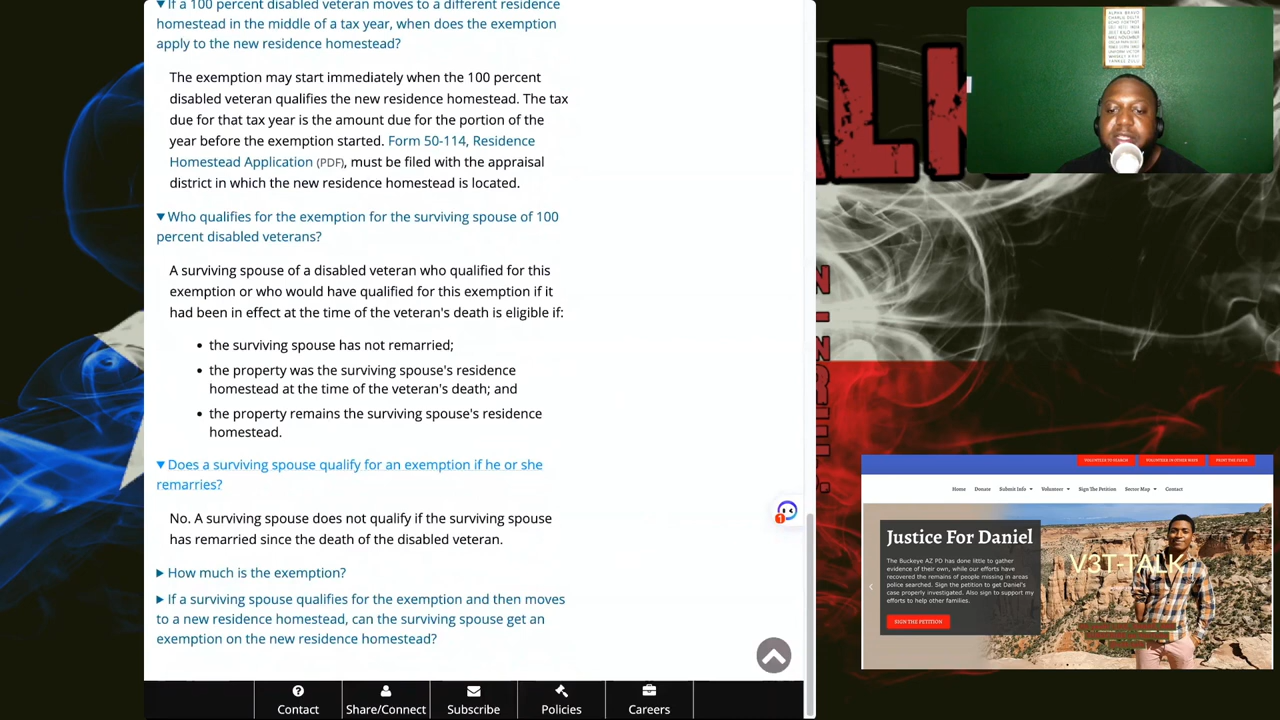 ▼If a 100 percent disabled veteran moves to a different residence
homestead in the middle of a tax year, when does the exemption
apply to the new residence homestead?
The exemption may start immediately when the 100 percent
disabled veteran qualifies the new residence homestead. The tax
due for that tax year is the amount due for the portion of the
year before the exemption started. Form 50-114, Residence
Homestead Application (PDF), must be filed with the appraisal
district in which the new residence homestead is located.
▼Who qualifies for the exemption for the surviving spouse of 100
percent disabled veterans?
A surviving spouse of a disabled veteran who qualified for this
exemption or who would have qualified for this exemption if it
had been in effect at the time of the veteran's death is eligible if:
• the surviving spouse has not remarried;
• the property was the surviving spouse's residence
homestead at the time of the veteran's death; and
• the property remains the surviving spouse's residence
homestead.
▼Does a surviving spouse qualify for an exemption if he or she
remarries?
No. A surviving spouse does not qualify if the surviving spouse
has remarried since the death of the disabled veteran.
▶ How much is the exemption?
▶ If a surviving spouse qualifies for the exemption and then moves
to a new residence homestead, can the surviving spouse get an
exemption on the new residence homestead?
1
Contact
Share/Connect
Subscribe
Policies
Careers
VOLUNTEER TO SEARCH
VOLUNTEER IN OTHER WAYS
PRINT THE FLYER
Home Donate Submit Info Volunteer Sign The Petition Sector Map Contact
Justice For Daniel
The Buckeye AZ PD has done little to gather
evidence of their own, while our efforts have
recovered the remains of people missing in areas
police searched. Sign the petition to get Daniel's
case properly investigated. Also sign to support my
efforts to help other families.
SIGN THE PETITION
V3T-TALK